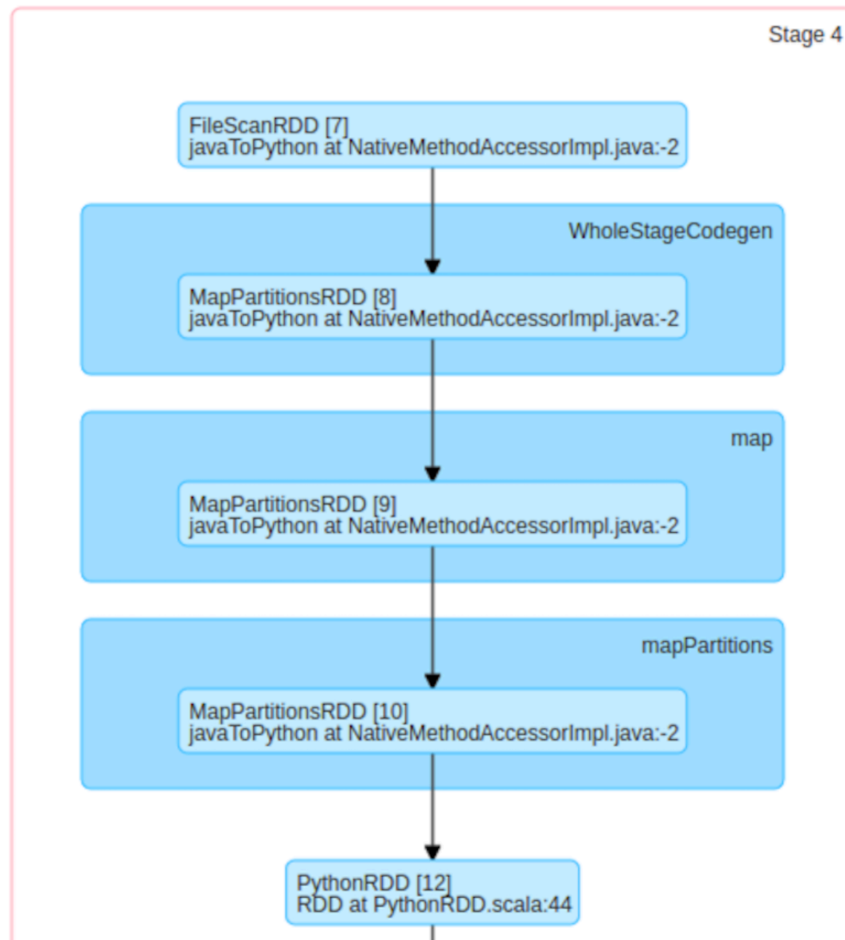 Stage 4
FileScanRDD [7]
javaToPython at NativeMethodAccessorImpl.java:-2
WholeStageCodegen
MapPartitionsRDD [8]
javaToPython at NativeMethodAccessorImpl.java:-2
map
MapPartitionsRDD [9]
javaToPython at NativeMethodAccessorImpl.java:-2
mapPartitions
MapPartitionsRDD [10]
javaToPython at NativeMethodAccessorImpl.java:-2
PythonRDD [12]
RDD at PythonRDD.scala:44